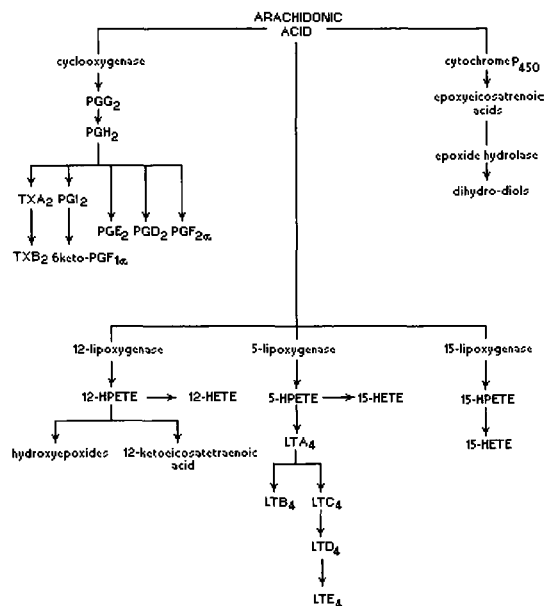 ARACHIDONIC
ACID
cyclooxygenase
PGG2
PGH2
TXA2 PGI2
PGE2 PGD2 PGF2α
TXB2 6keto-PGF1α
cytochrome P450
epoxyeicosatrenoic
acids
epoxide hydrolase
dihydro-diols
12-lipoxygenase 5-lipoxygenase 15-lipoxygenase
12-HPETE 12-HETE 5-HPETE 15-HETE 15-HPETE
hydroxyepoxides 12-ketoeicosatetraenoic
acid
LTA4
15-HETE
LTB4 LTC4
LTD4
LTE4